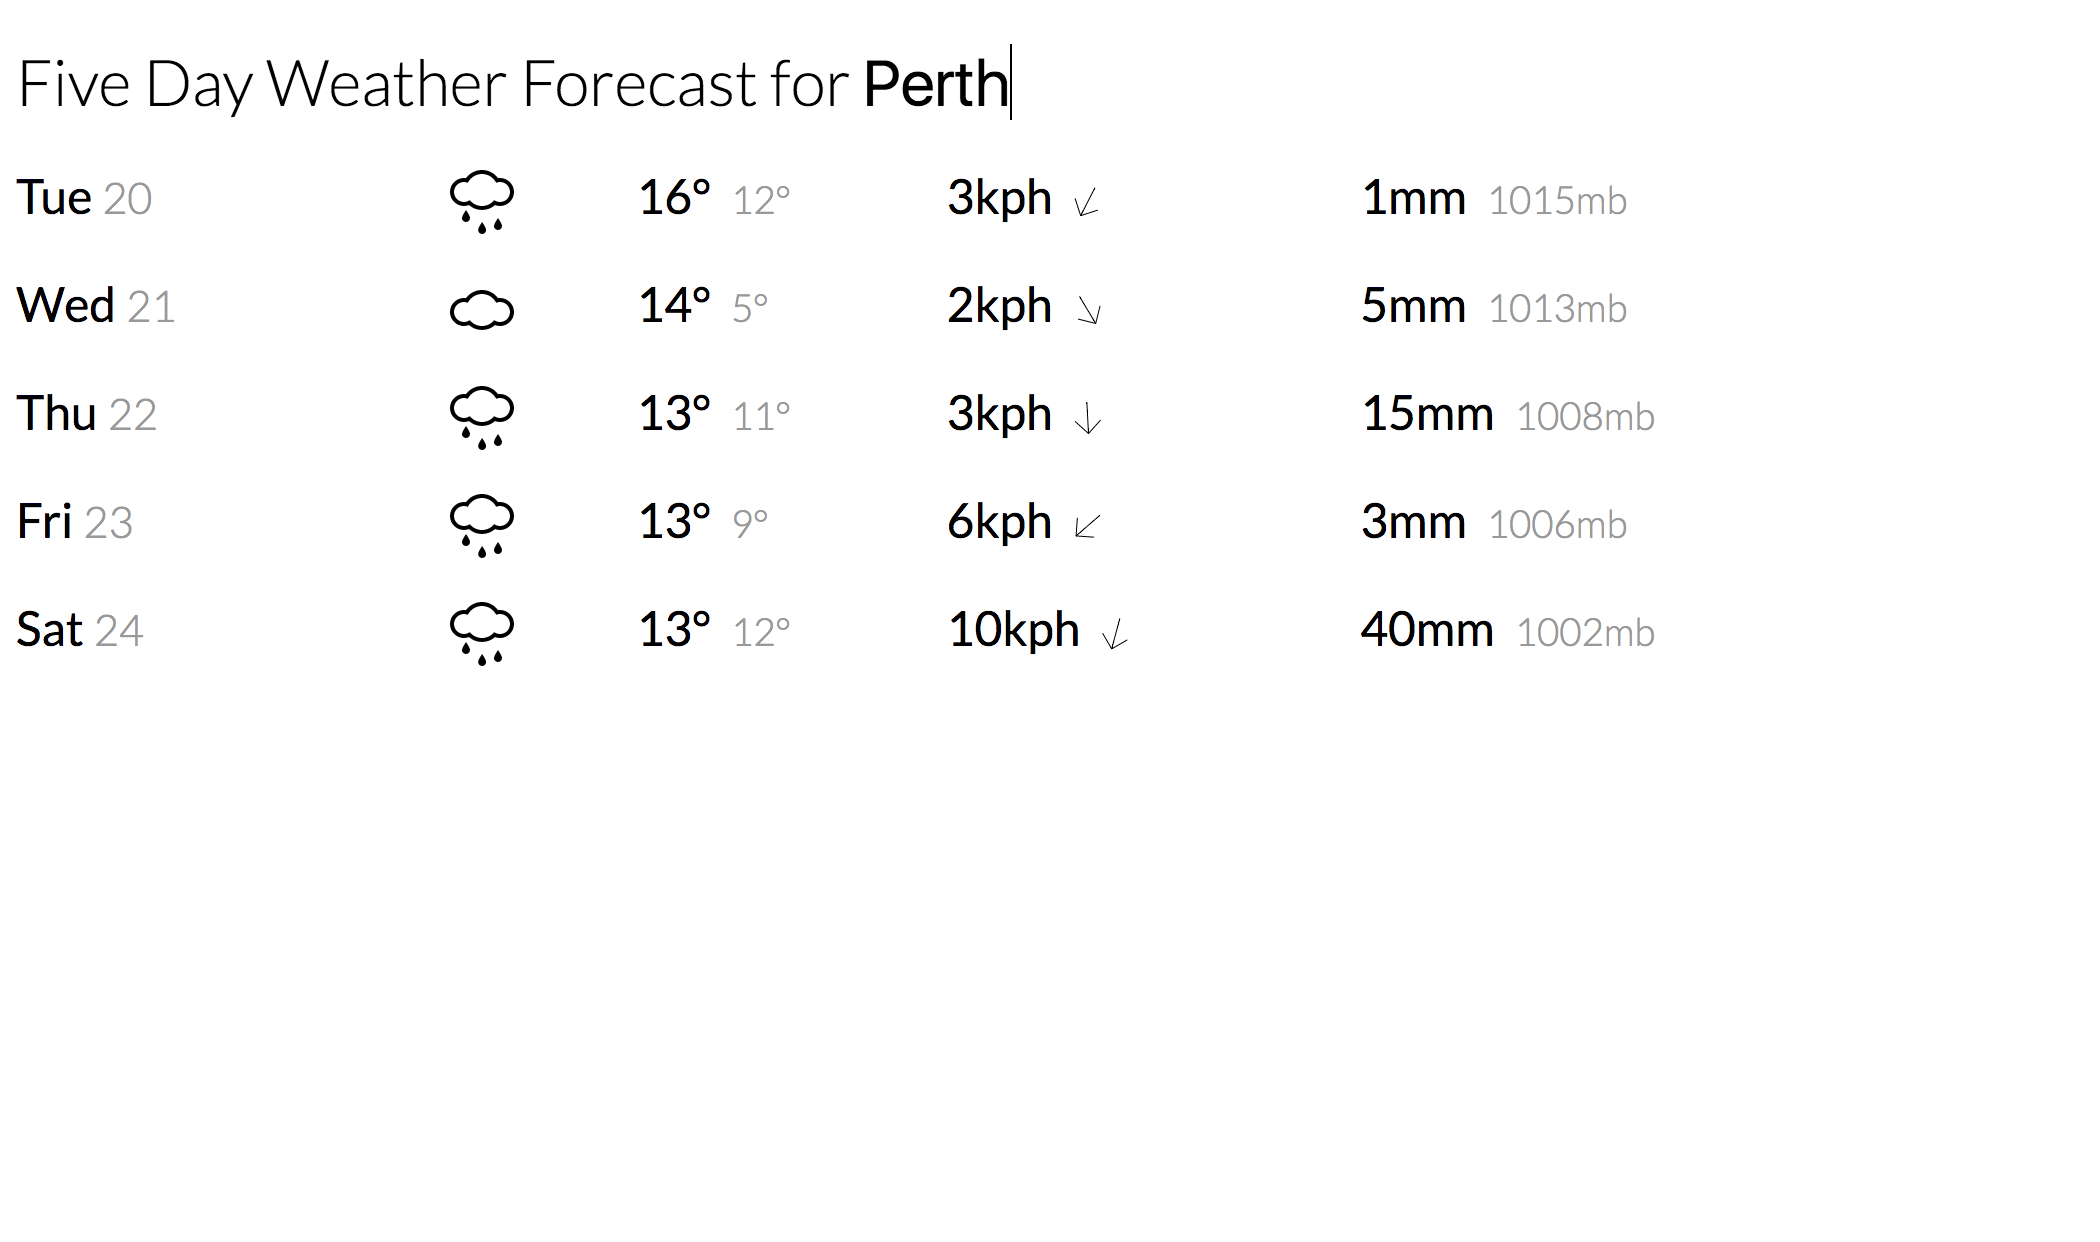 Five Day Weather Forecast for Perth
Tue 20 16° 12° 3kph 1mm 1015mb
Wed 21 14° 5° 2kph 5mm 1013mb
Thu 22 13° 11° 3kph 15mm 1008mb
Fri 23 13° 9° 6kph 3mm 1006mb
Sat 24 13° 12° 10kph 40mm 1002mb